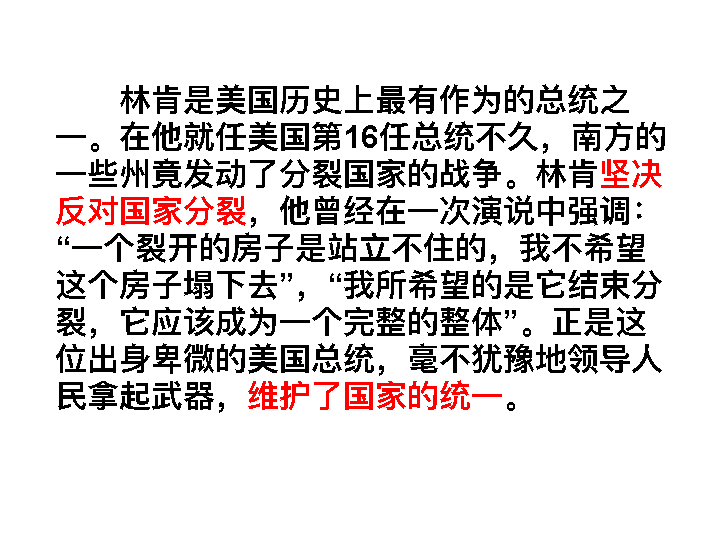 林肯是美国历史上最有作为的总统之
一。在他就任美国第16任总统不久，南方的
一些州竟发动了分裂国家的战争。林肯坚决
反对国家分裂，他曾经在一次演说中强调：
“一个裂开的房子是站立不住的，我不希望
这个房子塌下去”，“我所希望的是它结束分
裂，它应该成为一个完整的整体”。正是这
位出身卑微的美国总统，毫不犹豫地领导人
民拿起武器，维护了国家的统一。